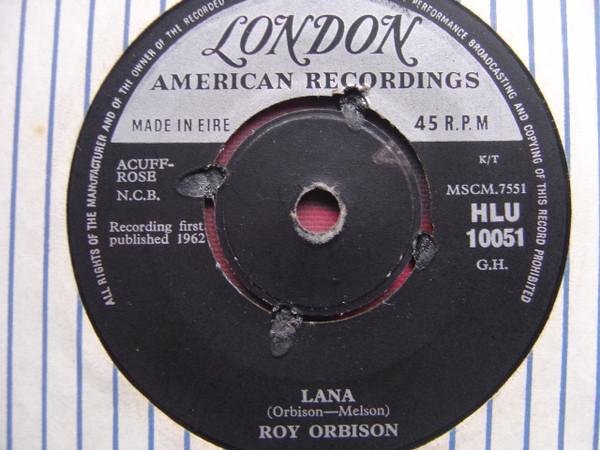 ALL RIGHTS OF THE MANUFACTURER AND OF THE OWNER OF THE RECORDED
PERFORMANCE BROADCASTING AND COPYING OF THIS RECORD PROHIBITED
LONDON
AMERICAN RECORDINGS
MADE IN EIRE
45 R.P.M
ACUFF-
ROSE
N.C.B.
Recording first
published 1962
K/T
MSCM.7551
HLU
10051
G.H.
LANA
(Orbison—Melson)
ROY ORBISON